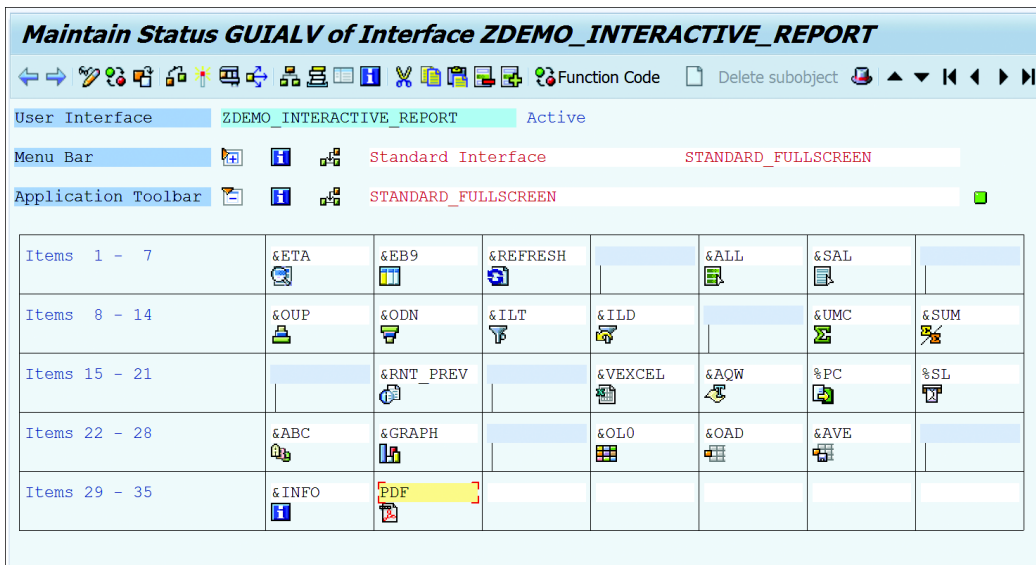 Maintain Status GUIALV of Interface ZDEMO_INTERACTIVE_REPORT
Function Code Delete subobject
User Interface ZDEMO_INTERACTIVE_REPORT Active
Menu Bar Standard Interface STANDARD_FULLSCREEN
Application Toolbar STANDARD_FULLSCREEN
Items 1 - 7 &ETA &EB9 &REFRESH &ALL &SAL
Items 8 - 14 &OUP &ODN &ILT &ILD &UMC &SUM
Items 15 - 21 &RNT_PREV &VEXCEL &AQW %PC %SL
Items 22 - 28 &ABC &GRAPH &OL0 &OAD &AVE
Items 29 - 35 &INFO PDF